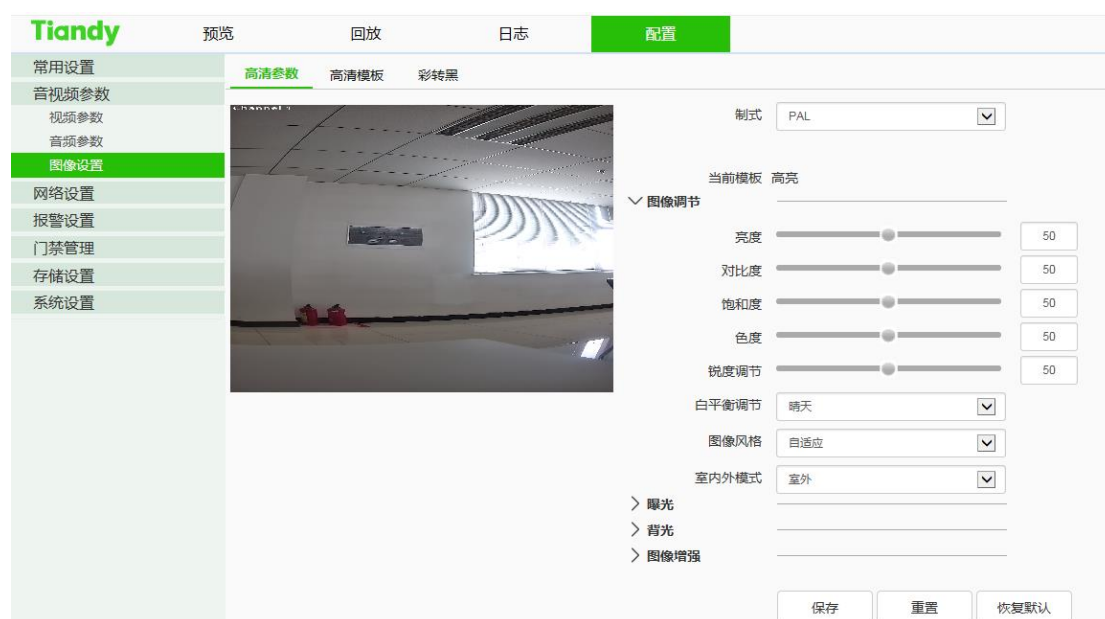 Tiandy
预览
回放
日志
配置
常用设置
音视频参数
视频参数
音频参数
图像设置
网络设置
报警设置
门禁管理
存储设置
系统设置
高清参数
高清模板
彩转黑
制式
PAL
当前模板
高亮
图像调节
亮度
50
对比度
50
饱和度
50
色度
50
锐度调节
50
白平衡调节
晴天
图像风格
自适应
室内外模式
室外
曝光
背光
图像增强
保存
重置
恢复默认